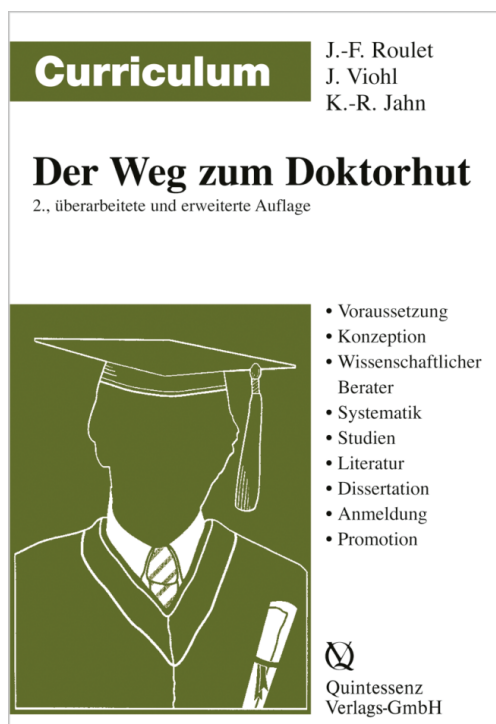 Curriculum
J.-F. Roulet
J. Viohl
K.-R. Jahn
Der Weg zum Doktorhut
2., überarbeitete und erweiterte Auflage
• Voraussetzung
• Konzeption
• Wissenschaftlicher
Berater
• Systematik
• Studien
• Literatur
• Dissertation
• Anmeldung
• Promotion
Quintessenz
Verlags-GmbH